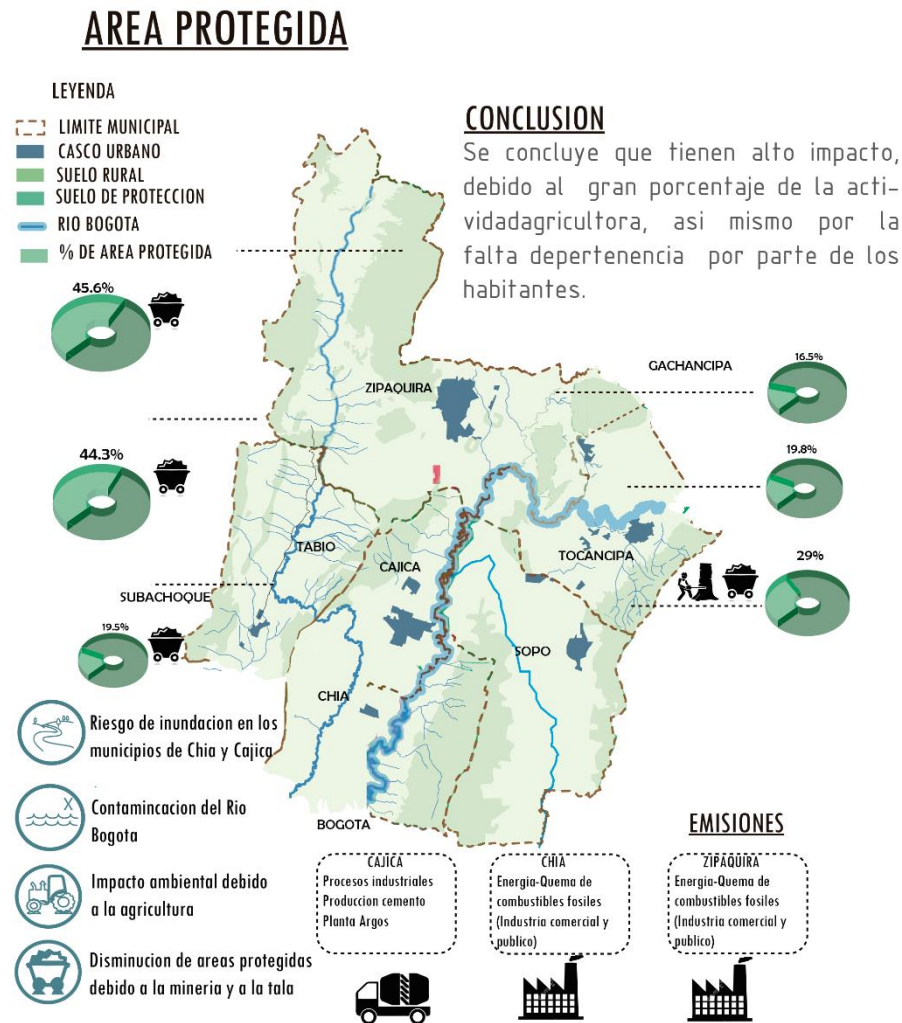 AREA PROTEGIDA
LEYENDA
LIMITE MUNICIPAL
CASCO URBANO
SUELO RURAL
SUELO DE PROTECCION
RIO BOGOTA
% DE AREA PROTEGIDA
CONCLUSION
Se concluye que tienen alto impacto,
debido al gran porcentaje de la acti-
vidadagricultora, asi mismo por la
falta depertenencia por parte de los
habitantes.
45.6%
44.3%
19.5%
ZIPAQUIRA
GACHANCIPA
16.5%
19.8%
29%
TABIO
CAJICA
TOCANCIPA
SUBACHOQUE
SOPO
CHIA
BOGOTA
Riesgo de inundacion en los
municipios de Chia y Cajica
Contamincacion del Rio
Bogota
X
Impacto ambiental debido
a la agricultura
Disminucion de areas protegidas
debido a la mineria y a la tala
EMISIONES
CAJICA
Procesos industriales
Produccion cemento
Planta Argos
CHIA
Energia-Quema de
combustibles fosiles
(Industria comercial y
publico)
ZIPAQUIRA
Energia-Quema de
combustibles fosiles
(Industria comercial y
publico)